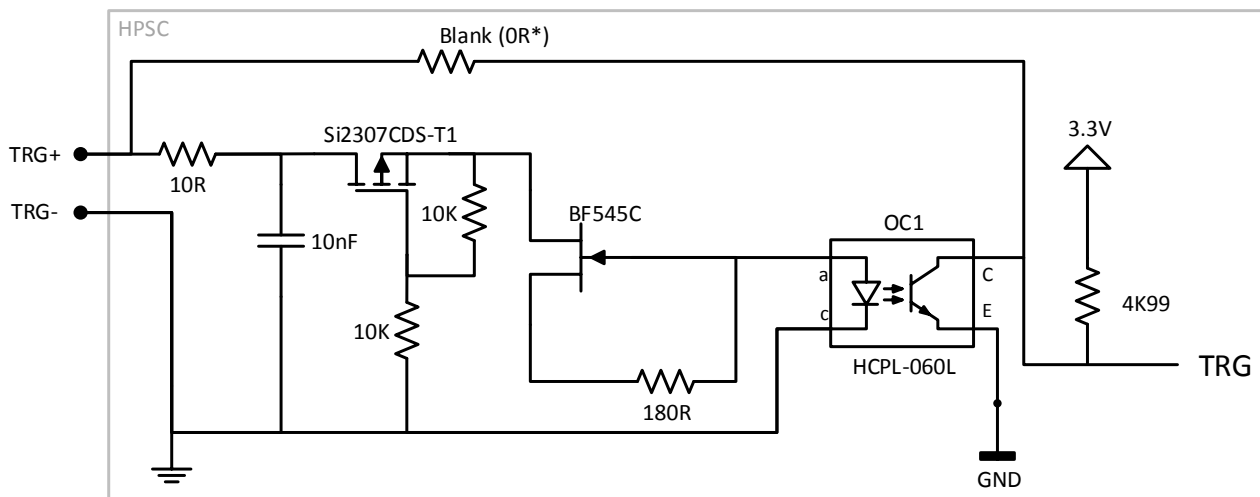 HPSC
Blank (0R*)
Si2307CDS-T1
3.3V
TRG+
10R
TRG-
10K
BF545C
10nF
OC1
a
C
4K99
10K
c
E
HCPL-060L
TRG
180R
GND